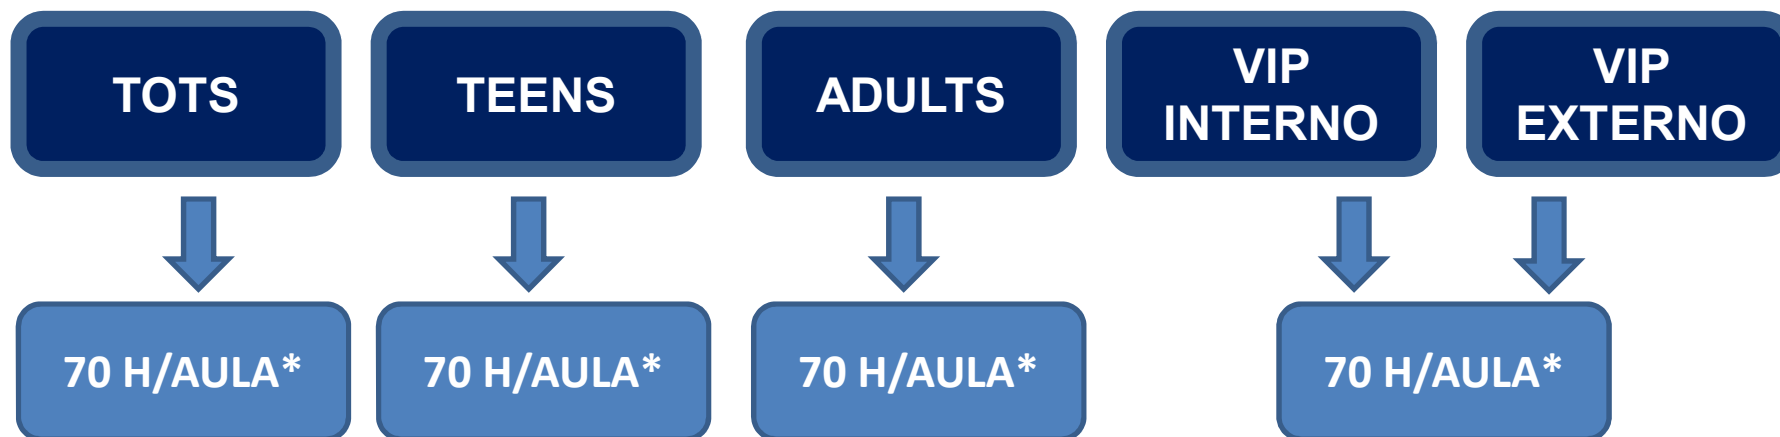 TOTS
TEENS
ADULTS
VIP
INTERNO
VIP
EXTERNO
70 H/AULA*
70 H/AULA*
70 H/AULA*
70 H/AULA*